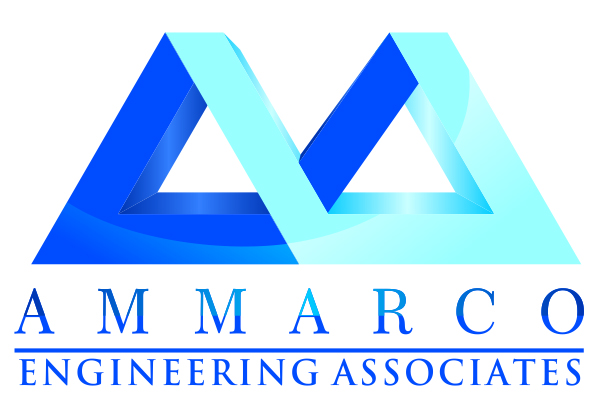 AMMARCO
ENGINEERING ASSOCIATES